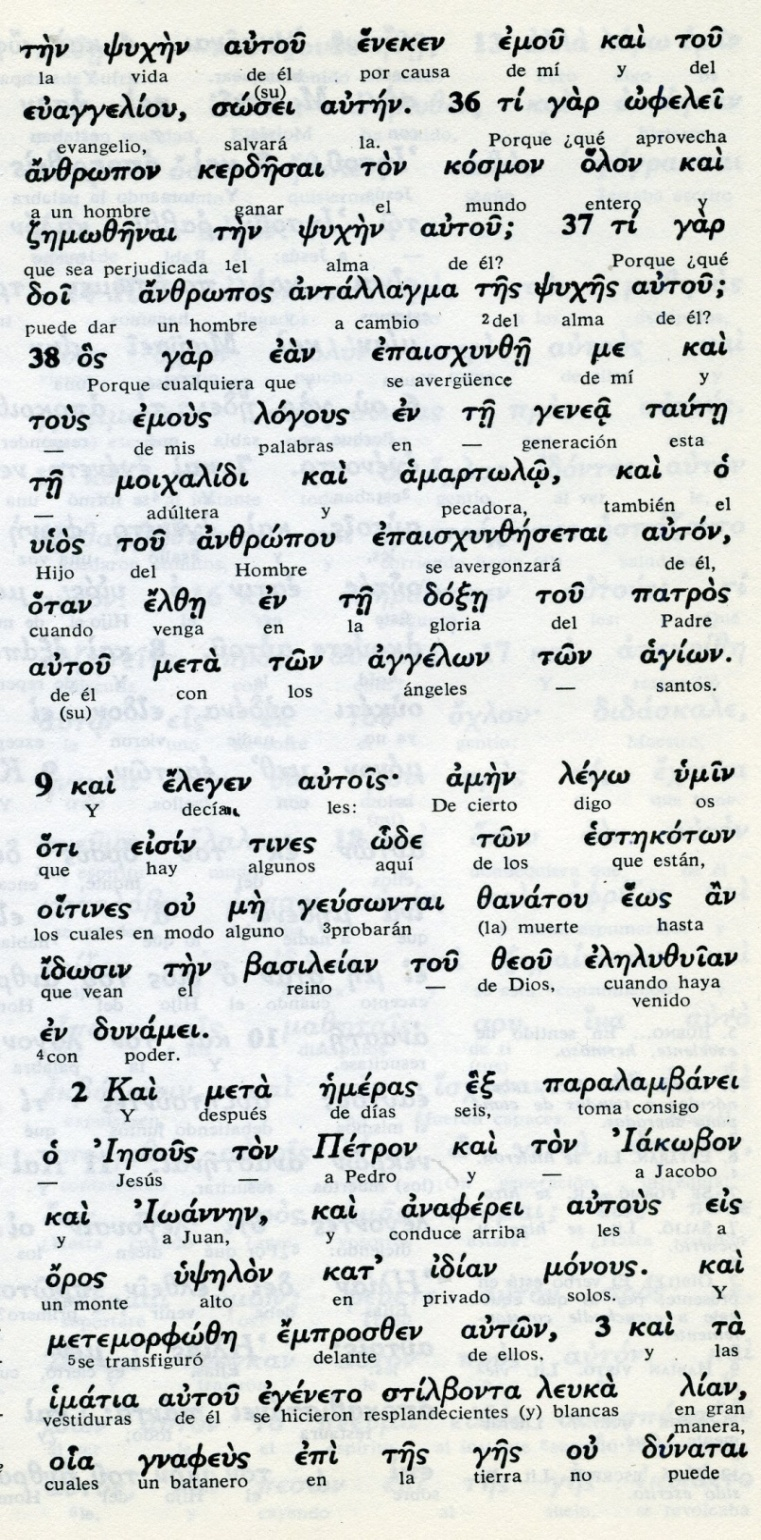 τὴν ψυχὴν αὐτοῦ ἕνεκεν ἐμοῦ καὶ τοῦ
la vida de él por causa de mí y del
(su)
εὐαγγελίου, σώσει αὐτήν. 36 τί γὰρ ὠφελεῖ
evangelio, salvará la. Porque ¿qué aprovecha
ἄνθρωπον κερδῆσαι τὸν κόσμον ὅλον καὶ
a un hombre ganar el mundo entero y
ζημιωθῆναι τὴν ψυχὴν αὐτοῦ; 37 τί γὰρ
que sea perjudicada :el alma de él? Porque ¿qué
δοῖ ἄνθρωπος ἀντάλλαγμα τῆς ψυχῆς αὐτοῦ;
puede dar un hombre a cambio ²del alma de él?
38 ὃς γὰρ ἐὰν ἐπαισχυνθῇ με καὶ
Porque cualquiera que se avergüence de mí y
τοὺς ἐμοὺς λόγους ἐν τῇ γενεᾷ ταύτῃ
— de mis palabras en — generación esta
τῇ μοιχαλίδι καὶ ἁμαρτωλῷ, καὶ ὁ
— adúltera y pecadora, también el
υἱὸς τοῦ ἀνθρώπου ἐπαισχυνθήσεται αὐτόν,
Hijo del Hombre se avergonzará de él,
ὅταν ἔλθῃ ἐν τῇ δόξῃ τοῦ πατρὸς
cuando venga en la gloria del Padre
αὐτοῦ μετὰ τῶν ἀγγέλων τῶν ἁγίων.
de él con los ángeles — santos.
(su)
9 καὶ ἔλεγεν αὐτοῖς· ἀμὴν λέγω ὑμῖν
Y decía les: De cierto digo os
ὅτι εἰσίν τινες ὧδε τῶν ἑστηκότων
que hay algunos aquí de los que están,
οἵτινες οὐ μὴ γεύσωνται θανάτου ἕως ἂν
los cuales en modo alguno ³probarán (la) muerte hasta
ἴδωσιν τὴν βασιλείαν τοῦ θεοῦ ἐληλυθυῖαν
que vean el reino — de Dios, cuando haya
venido
ἐν δυνάμει.
⁴con poder.
2 Καὶ μετὰ ἡμέρας ἓξ παραλαμβάνει
Y después de días seis, toma consigo
ὁ Ἰησοῦς τὸν Πέτρον καὶ τὸν Ἰάκωβον
— Jesús — a Pedro y — a Jacobo
καὶ Ἰωάννην, καὶ ἀναφέρει αὐτοὺς εἰς
y a Juan, y conduce arriba les a
ὄρος ὑψηλὸν κατ' ἰδίαν μόνους. καὶ
un monte alto en privado solos. Y
μετεμορφώθη ἔμπροσθεν αὐτῶν, 3 καὶ τὰ
⁵se transfiguró delante de ellos, y las
ἱμάτια αὐτοῦ ἐγένετο στίλβοντα λευκὰ λίαν,
vestiduras de él se hicieron resplandecientes (y) blancas en gran
manera,
οἷα γναφεὺς ἐπὶ τῆς γῆς οὐ δύναται
cuales un batanero en la tierra no puede